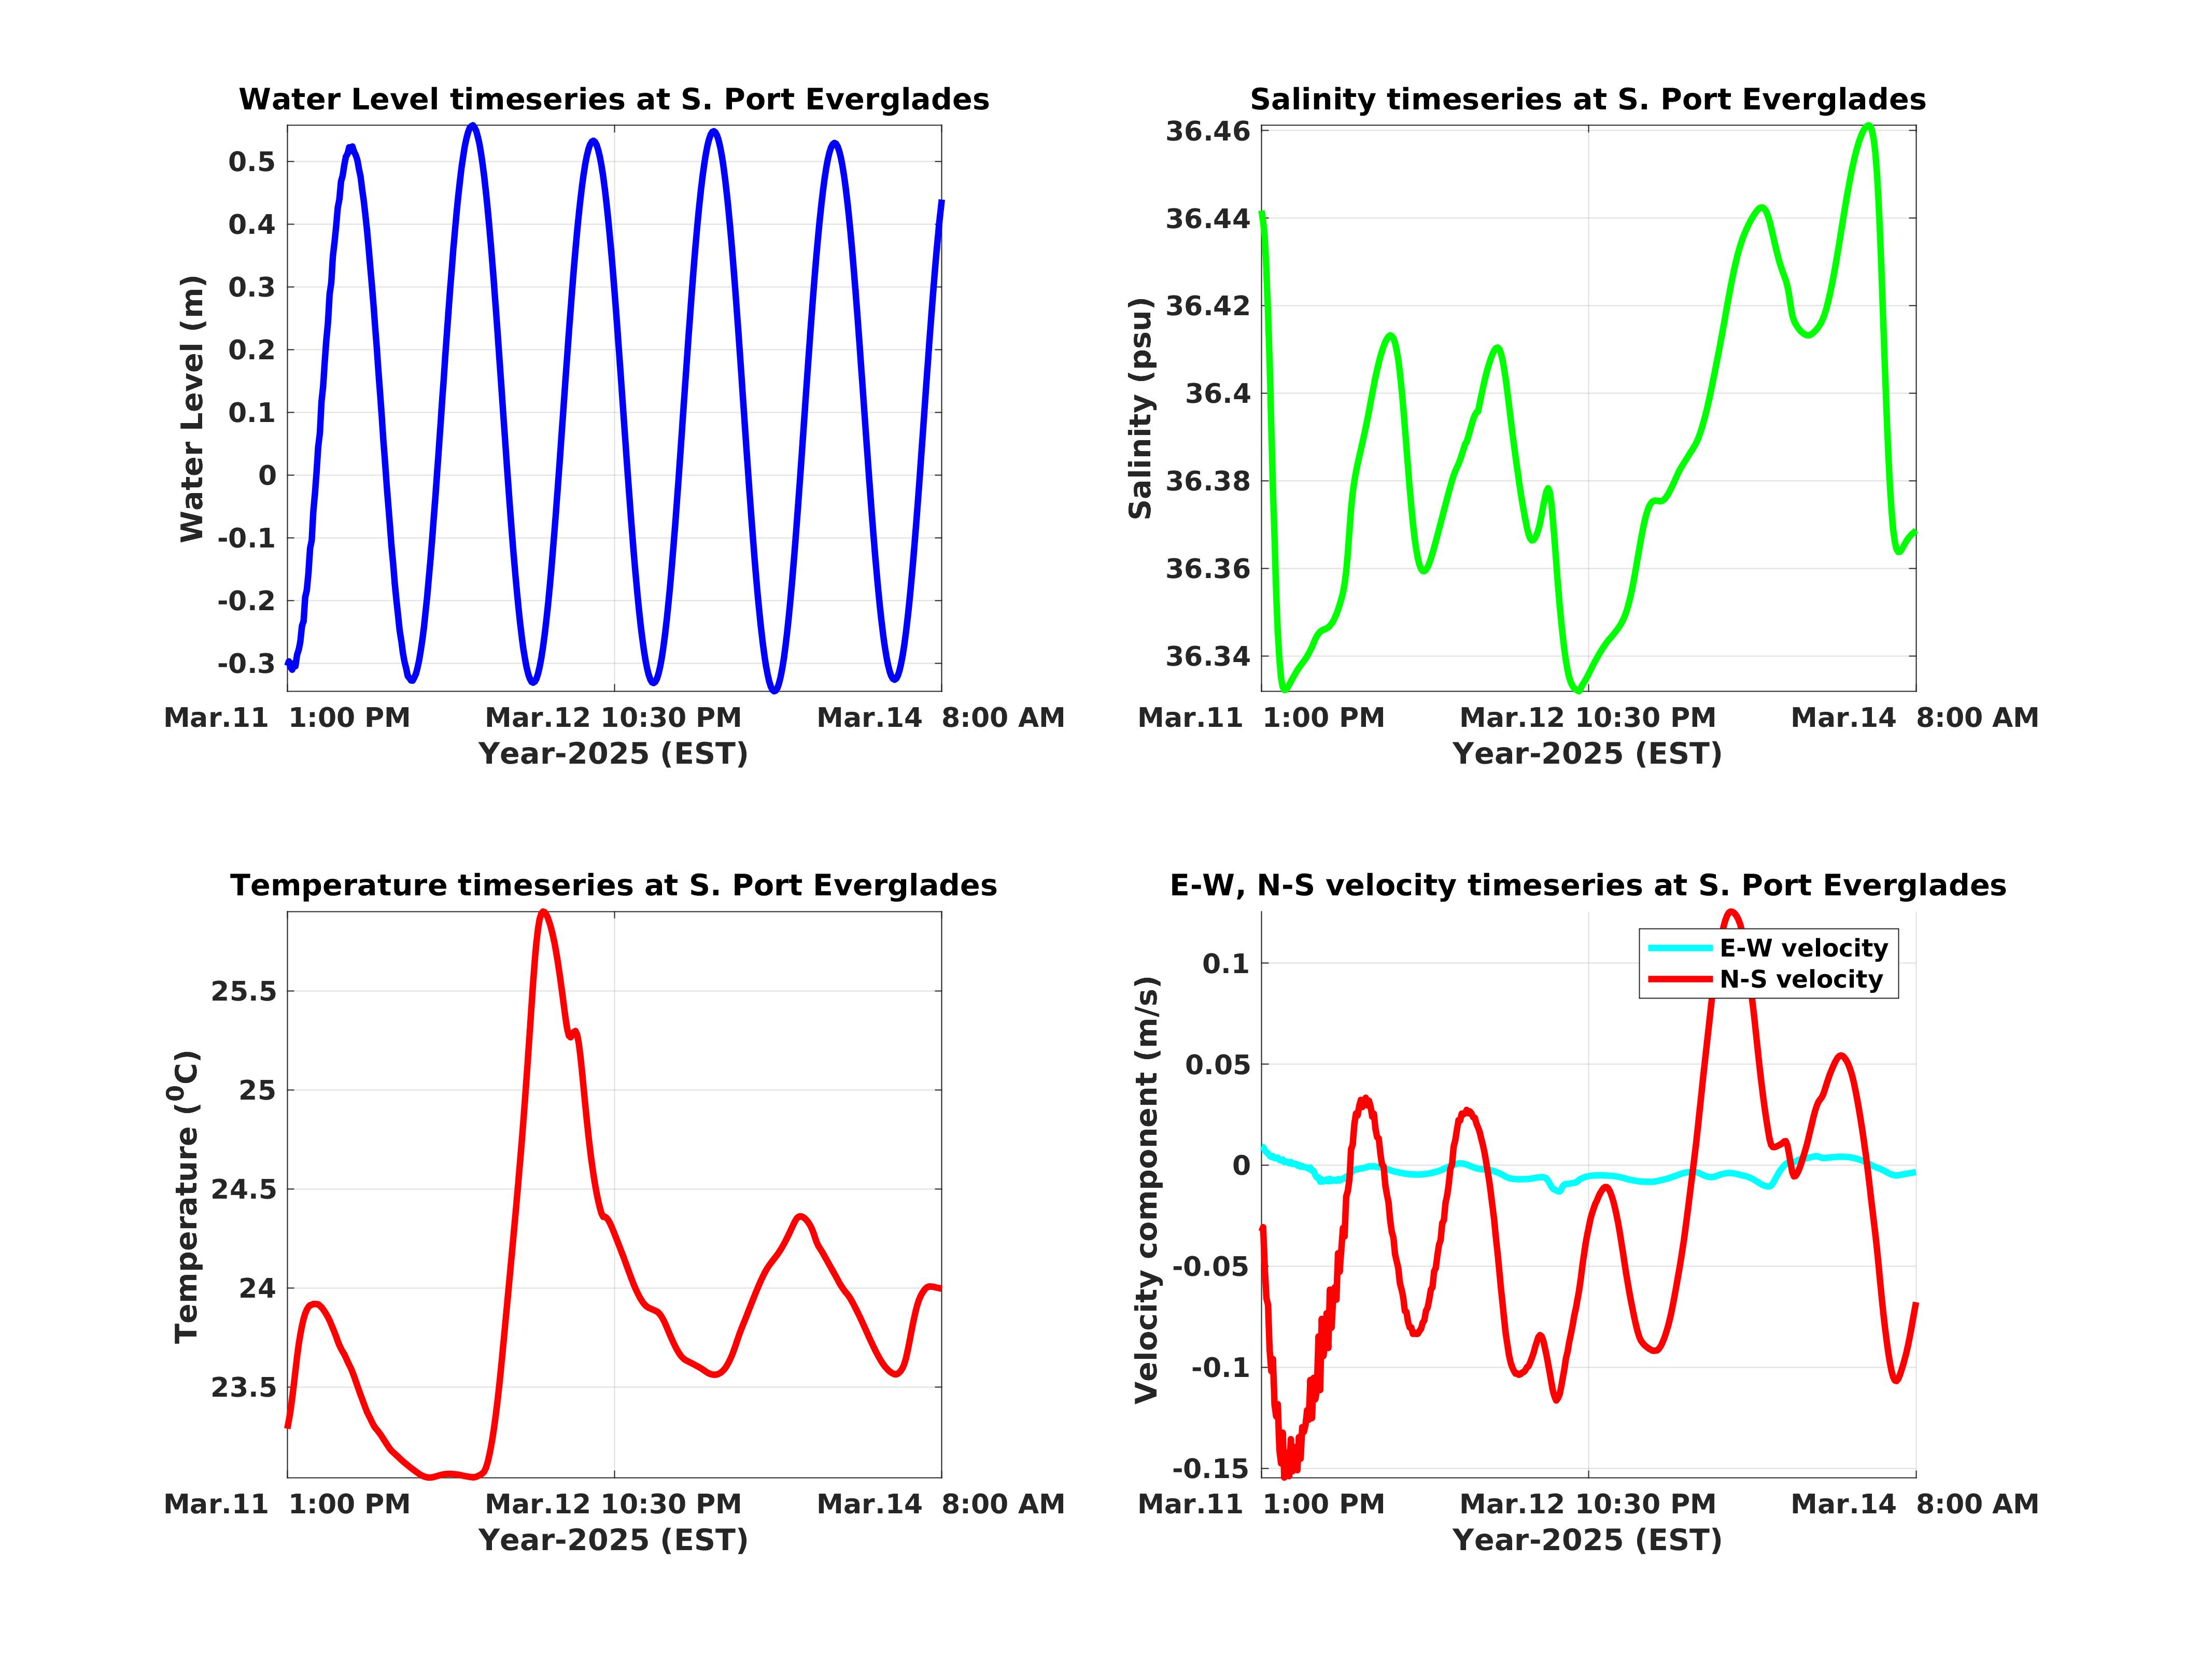 Water Level timeseries at S. Port Everglades
Water Level (m)
0.5
0.4
0.3
0.2
0.1
0
-0.1
-0.2
-0.3
Mar.11 1:00 PM
Mar.12 10:30 PM
Mar.14 8:00 AM
Year-2025 (EST)
Salinity timeseries at S. Port Everglades
Salinity (psu)
36.46
36.44
36.42
36.4
36.38
36.36
36.34
Mar.11 1:00 PM
Mar.12 10:30 PM
Mar.14 8:00 AM
Year-2025 (EST)
Temperature timeseries at S. Port Everglades
Temperature (⁰C)
25.5
25
24.5
24
23.5
Mar.11 1:00 PM
Mar.12 10:30 PM
Mar.14 8:00 AM
Year-2025 (EST)
E-W, N-S velocity timeseries at S. Port Everglades
Velocity component (m/s)
0.1
0.05
0
-0.05
-0.1
-0.15
E-W velocity
N-S velocity
Mar.11 1:00 PM
Mar.12 10:30 PM
Mar.14 8:00 AM
Year-2025 (EST)